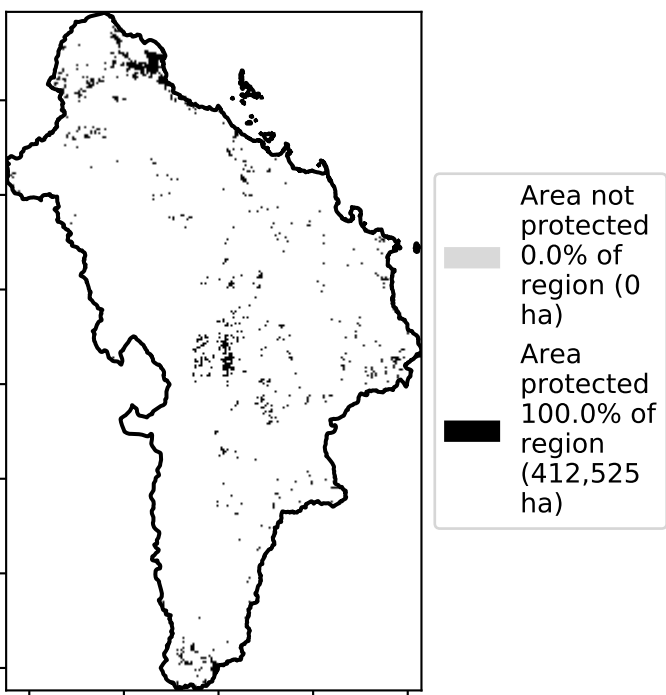 Area not
protected
0.0% of
region (0
ha)
Area
protected
100.0% of
region
(412,525
ha)